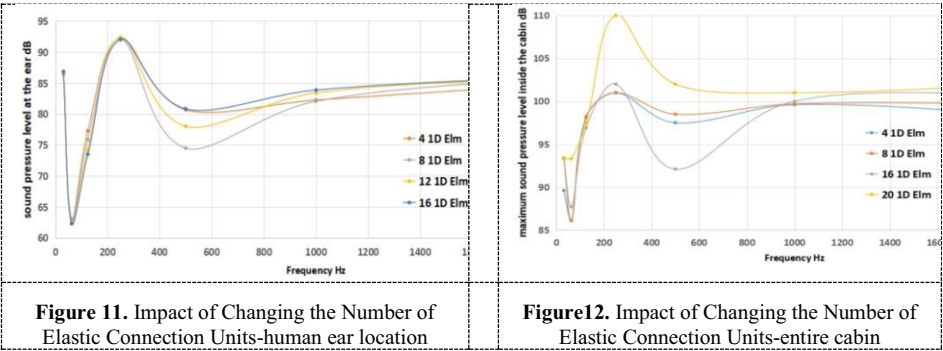 sound pressure level at the ear dB
95
90
85
80
75
70
65
60
0
200
400
600
800
1000
1200
1400
1
Frequency Hz
4 1D Elm
8 1D Elm
12 1D Elm
16 1D Elm
Figure 11. Impact of Changing the Number of
Elastic Connection Units-human ear location
maximum sound pressure level inside the cabin dB
110
105
100
95
90
85
0
200
400
600
800
1000
1200
1400
160
Frequency Hz
4 1D Elm
8 1D Elm
16 1D Elm
20 1D Elm
Figure12. Impact of Changing the Number of
Elastic Connection Units-entire cabin